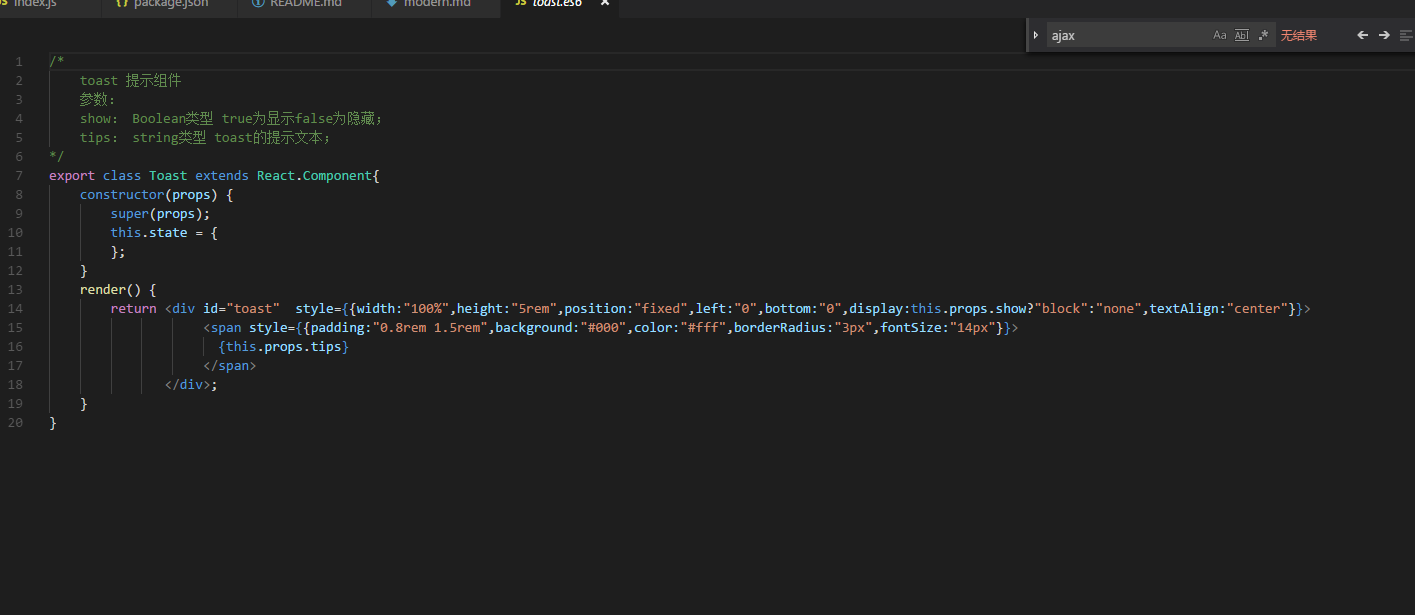 index.js {} package.json README.md modern.md JS toast.es6 ×
ajax Aa Abl .* 无结果
1 /*
2 toast 提示组件
3 参数：
4 show： Boolean类型 true为显示false为隐藏；
5 tips： string类型 toast的提示文本；
6 */
7 export class Toast extends React.Component{
8 constructor(props) {
9 super(props);
10 this.state = {
11 };
12 }
13 render() {
14 return <div id="toast"  style={{width:"100%",height:"5rem",position:"fixed",left:"0",bottom:"0",display:this.props.show?"block":"none",textAlign:"center"}}>
15 <span style={{padding:"0.8rem 1.5rem",background:"#000",color:"#fff",borderRadius:"3px",fontSize:"14px"}}>
16 {this.props.tips}
17 </span>
18 </div>;
19 }
20 }